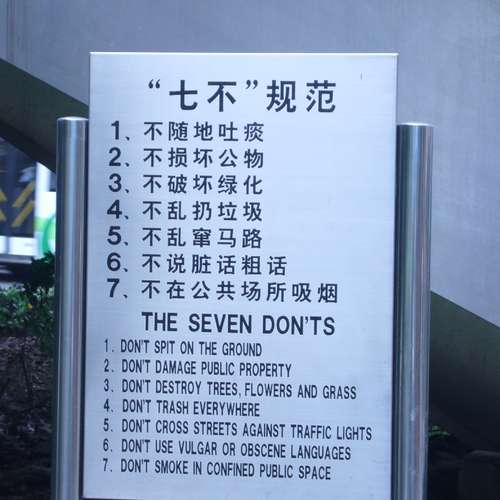 “七不”规范
1、不随地吐痰
2、不损坏公物
3、不破坏绿化
4、不乱扔垃圾
5、不乱窜马路
6、不说脏话粗话
7、不在公共场所吸烟
THE SEVEN DON'TS
1. DON'T SPIT ON THE GROUND
2. DON'T DAMAGE PUBLIC PROPERTY
3. DON'T DESTROY TREES, FLOWERS AND GRASS
4. DON'T TRASH EVERYWHERE
5. DON'T CROSS STREETS AGAINST TRAFFIC LIGHTS
6. DON'T USE VULGAR OR OBSCENE LANGUAGES
7. DON'T SMOKE IN CONFINED PUBLIC SPACE